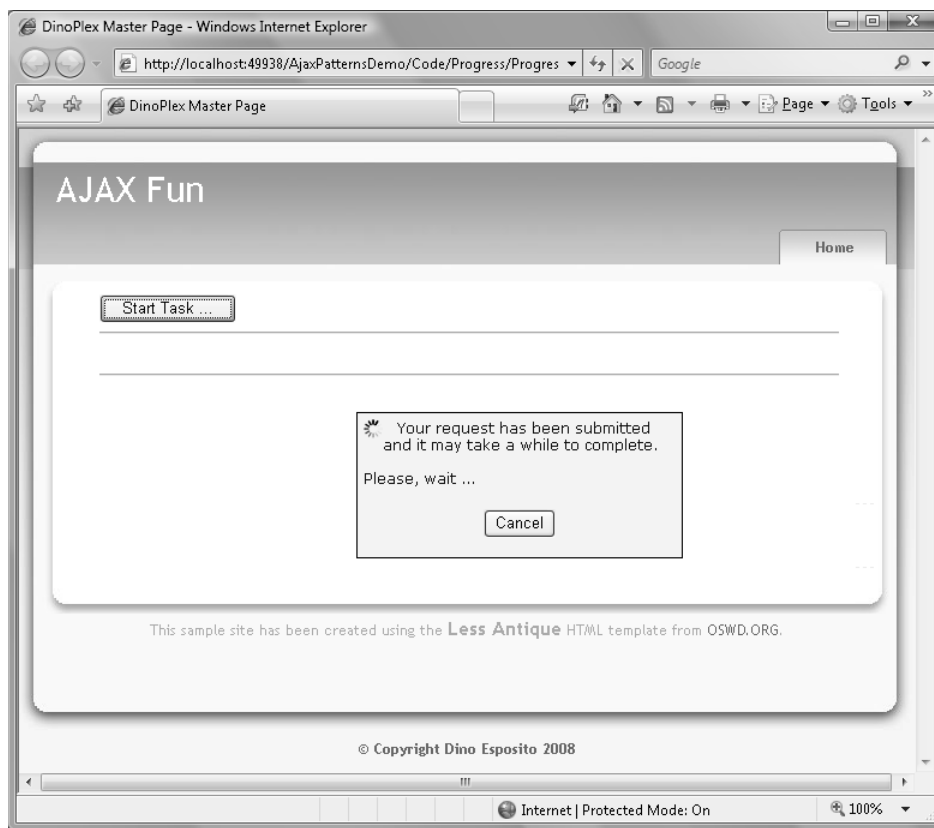 DinoPlex Master Page - Windows Internet Explorer
http://localhost:49938/AjaxPatternsDemo/Code/Progress/Progres
Google
DinoPlex Master Page
Page
Tools
AJAX Fun
Home
Start Task ...
Your request has been submitted
and it may take a while to complete.
Please, wait ...
Cancel
This sample site has been created using the Less Antique HTML template from OSWD.ORG.
© Copyright Dino Esposito 2008
Internet | Protected Mode: On
100%